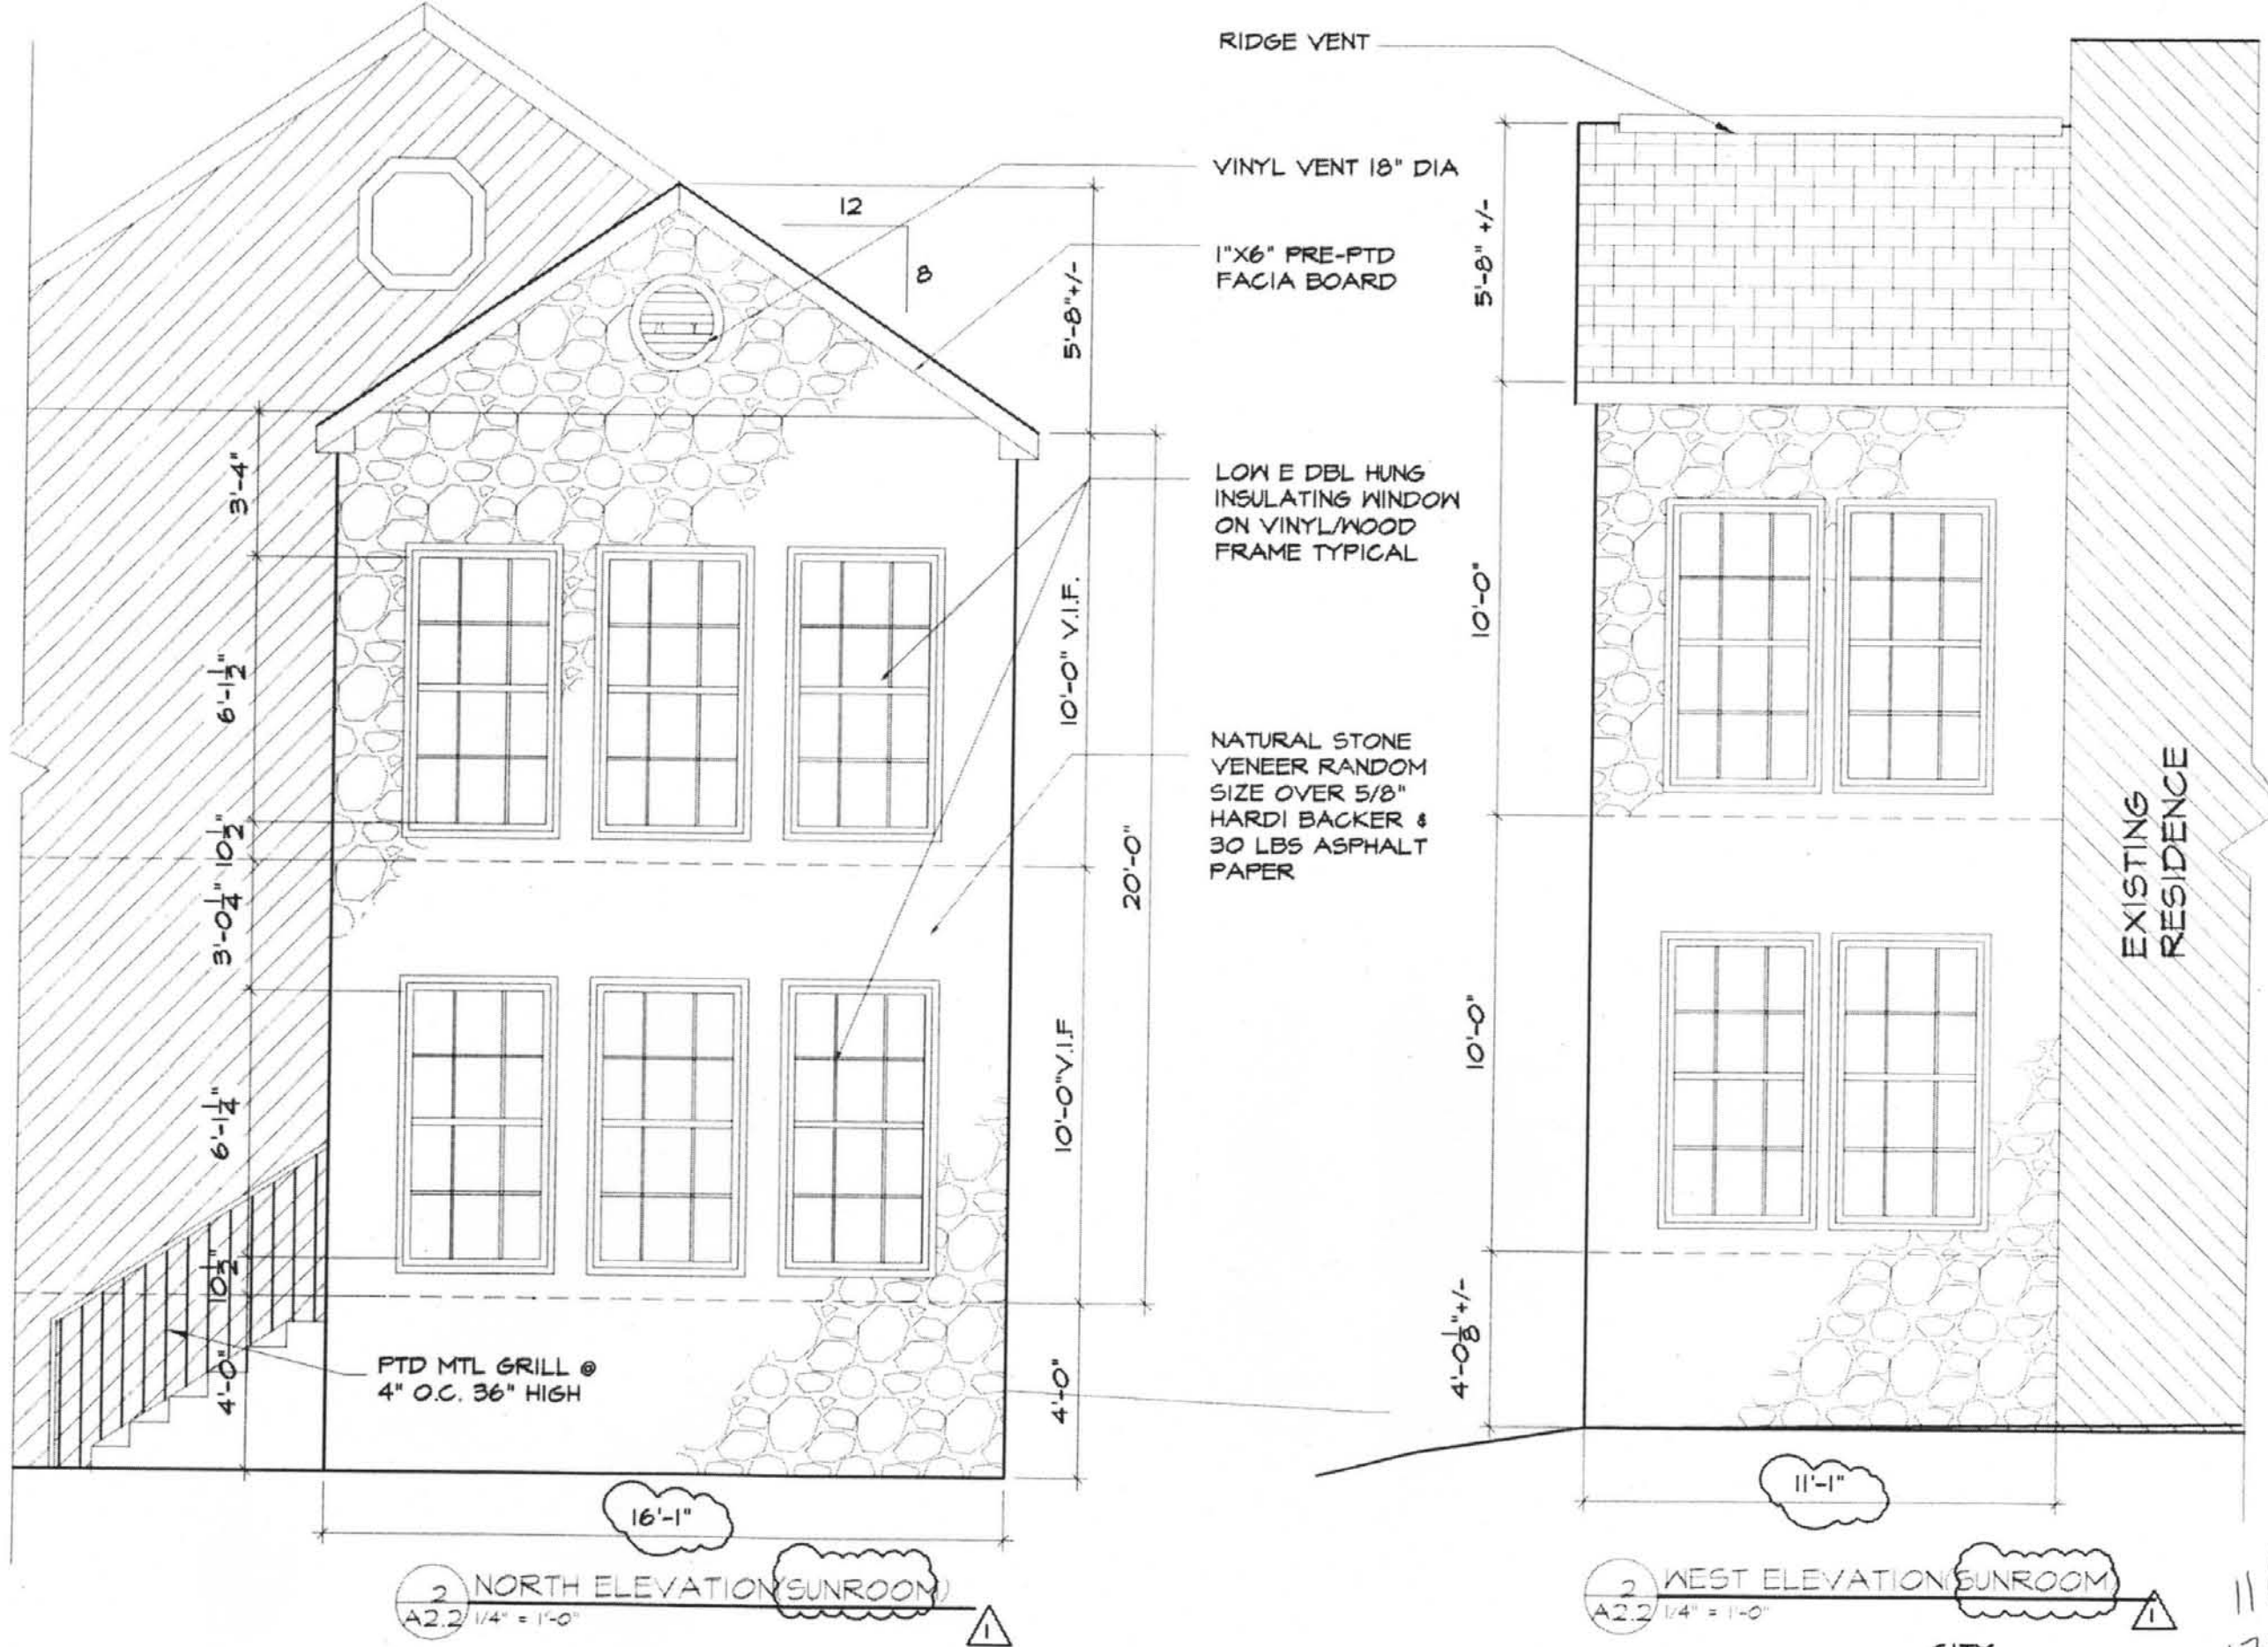 RIDGE VENT
VINYL VENT 18" DIA
12
8
1"X6" PRE-PTD
FACIA BOARD
5'-8"+/-
5'-8" +/-
3'-4"
LOW E DBL HUNG
INSULATING WINDOW
ON VINYL/WOOD
FRAME TYPICAL
10'-0" V.I.F.
10'-0"
6'-1 1/2"
NATURAL STONE
VENEER RANDOM
SIZE OVER 5/8"
HARDI BACKER &
30 LBS ASPHALT
PAPER
10 1/2"
20'-0"
3'-0 1/4"
EXISTING
RESIDENCE
10'-0"V.I.F
10'-0"
6'-1 1/4"
10 1/2"
4'-0"
PTD MTL GRILL @
4" O.C. 36" HIGH
4'-0"
4'-0 1/8"+/-
16'-1"
11'-1"
2
A2.2
NORTH ELEVATION (SUNROOM)
1/4" = 1'-0"
1
2
A2.2
WEST ELEVATION (SUNROOM)
1/4" = 1'-0"
1
11